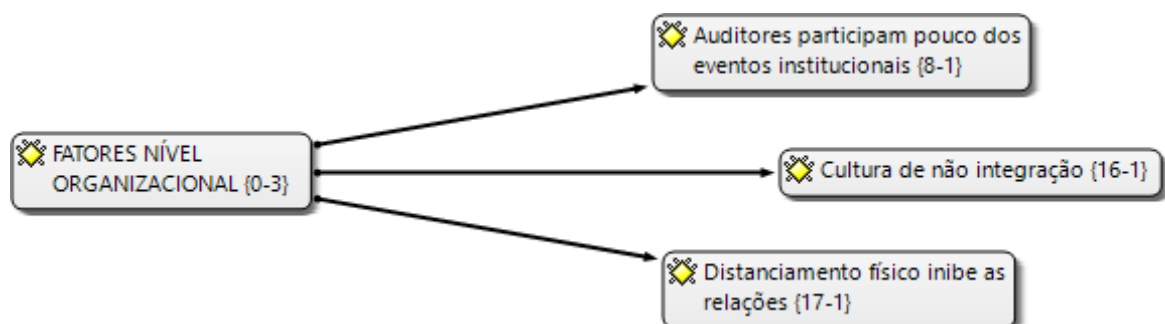 Auditores participam pouco dos
eventos institucionais {8-1}
FATORES NÍVEL
ORGANIZACIONAL {0-3}
Cultura de não integração {16-1}
Distanciamento físico inibe as
relações {17-1}